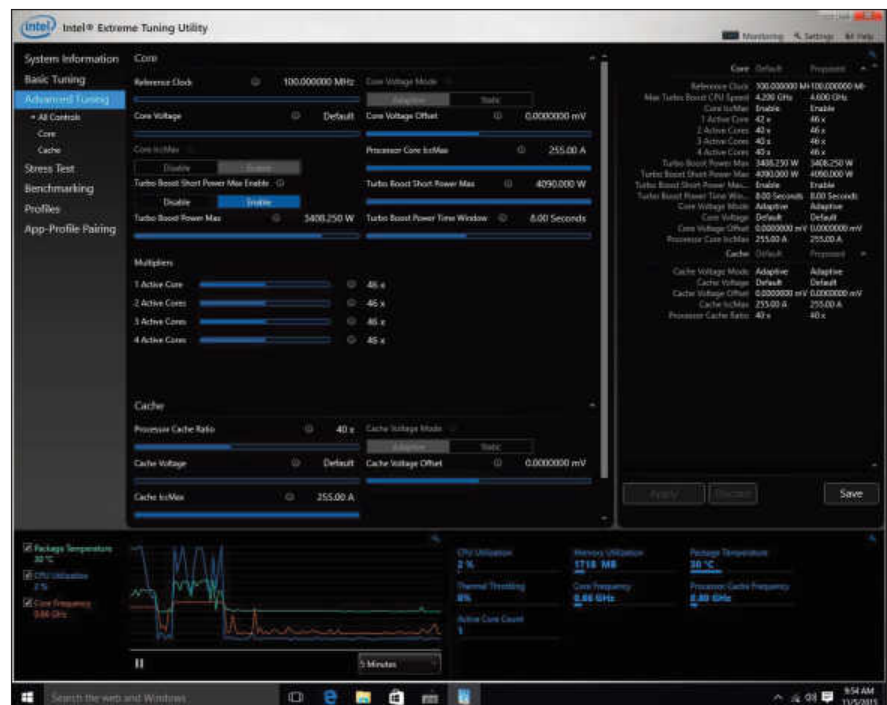 intel Intel® Extreme Tuning Utility
Monitoring Settings Help
System Information
Basic Tuning
Advanced Tuning
All Controls
Core
Cache
Stress Test
Benchmarking
Profiles
App-Profile Pairing
Core
Reference Clock 100.000000 MHz Core Voltage Mode
Adaptive Static
Core Voltage Default Core Voltage Offset 0.0000000 mV
Core IccMax Processor Core IccMax 255.00 A
Disable Enable
Turbo Boost Short Power Max Enable Turbo Boost Short Power Max 4090.000 W
Disable Enable
Turbo Boost Power Max 3408.250 W Turbo Boost Power Time Window 8.00 Seconds
Multipliers
1 Active Core 46 x
2 Active Cores 46 x
3 Active Cores 46 x
4 Active Cores 46 x
Cache
Processor Cache Ratio 40 x Cache Voltage Mode
Adaptive Static
Cache Voltage Default Cache Voltage Offset 0.0000000 mV
Cache IccMax 255.00 A
Core Default Proposed
Reference Clock 100.000000 MH 100.000000 MH
Max Turbo Boost CPU Speed 4.200 GHz 4.600 GHz
Core IccMax Enable Enable
1 Active Core 42 x 46 x
2 Active Cores 40 x 46 x
3 Active Cores 40 x 46 x
4 Active Cores 40 x 46 x
Turbo Boost Power Max 3408.250 W 3408.250 W
Turbo Boost Short Power Max 4090.000 W 4090.000 W
Turbo Boost Short Power Max... Enable Enable
Turbo Boost Power Time Win... 8.00 Seconds 8.00 Seconds
Core Voltage Mode Adaptive Adaptive
Core Voltage Default Default
Core Voltage Offset 0.0000000 mV 0.0000000 mV
Processor Core IccMax 255.00 A 255.00 A
Cache Default Proposed
Cache Voltage Mode Adaptive Adaptive
Cache Voltage Default Default
Cache Voltage Offset 0.0000000 mV 0.0000000 mV
Cache IccMax 255.00 A 255.00 A
Processor Cache Ratio 40 x 40 x
Apply Discard Save
Package Temperature
30 °C
CPU Utilization
2 %
Core Frequency
0.86 GHz
5 Minutes
CPU Utilization
2 %
Memory Utilization
1718 MB
Package Temperature
30 °C
Thermal Throttling
0%
Core Frequency
0.86 GHz
Processor Cache Frequency
0.80 GHz
Active Core Count
1
Search the web and Windows
9:54 AM
11/5/2015